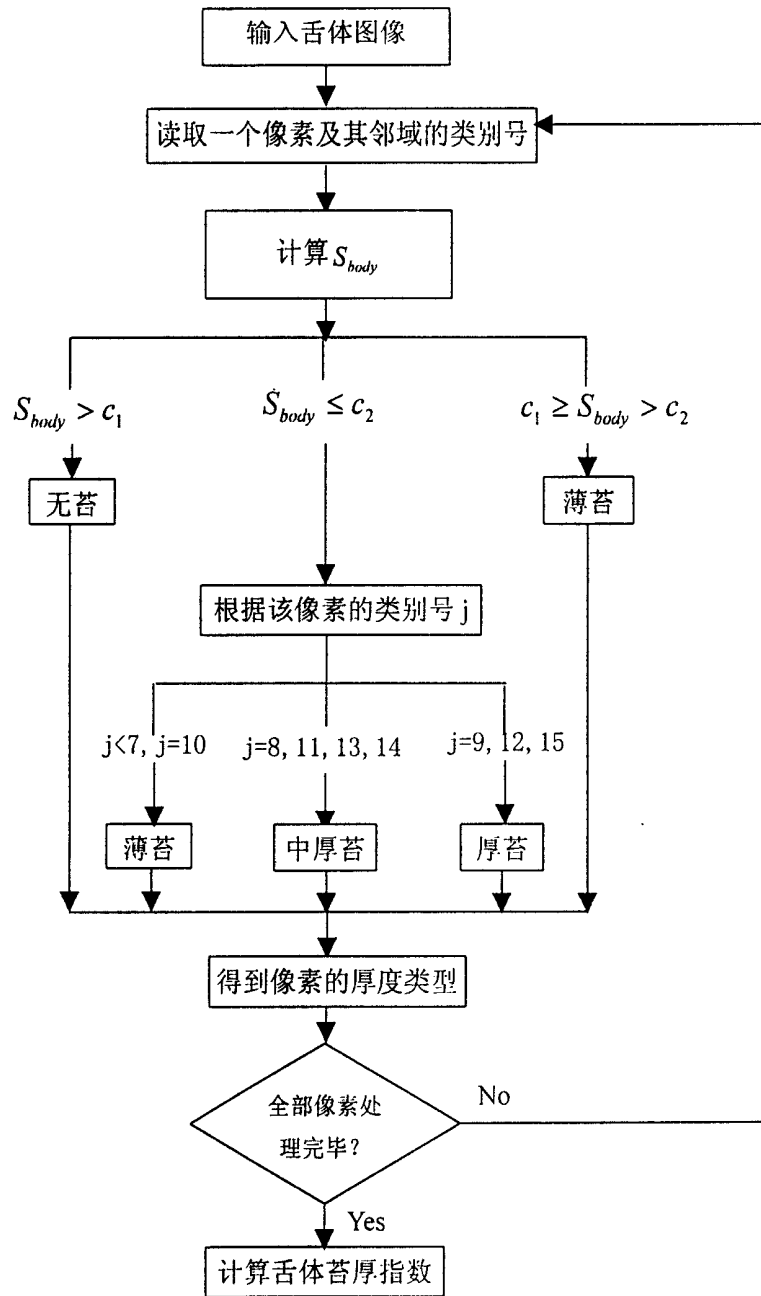 输入舌体图像
读取一个像素及其邻域的类别号
计算 S_body
S_body > c_1
S_body ≤ c_2
c_1 ≥ S_body > c_2
无苔
薄苔
根据该像素的类别号 j
j<7, j=10
j=8, 11, 13, 14
j=9, 12, 15
薄苔
中厚苔
厚苔
得到像素的厚度类型
全部像素处
理完毕?
No
Yes
计算舌体苔厚指数